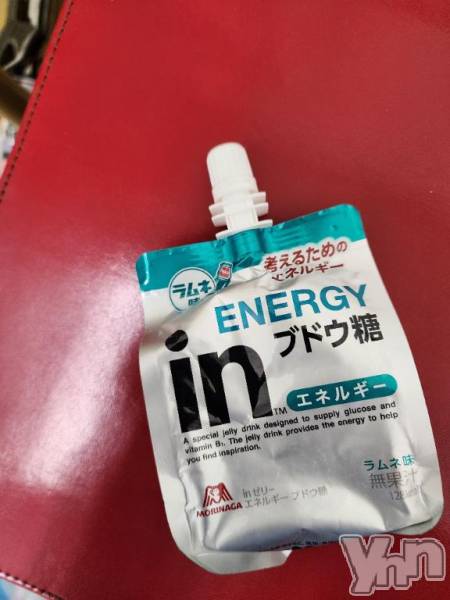 考えるための
エネルギー
ラムネ
味
ENERGY
in
ブドウ糖
TM
エネルギー
A special jelly drink designed to supply glucose and
vitamin B₁. The jelly drink provides the energy to help
you find inspiration.
ラムネ味
無果汁
MORINAGA
inゼリー
エネルギー ブドウ糖